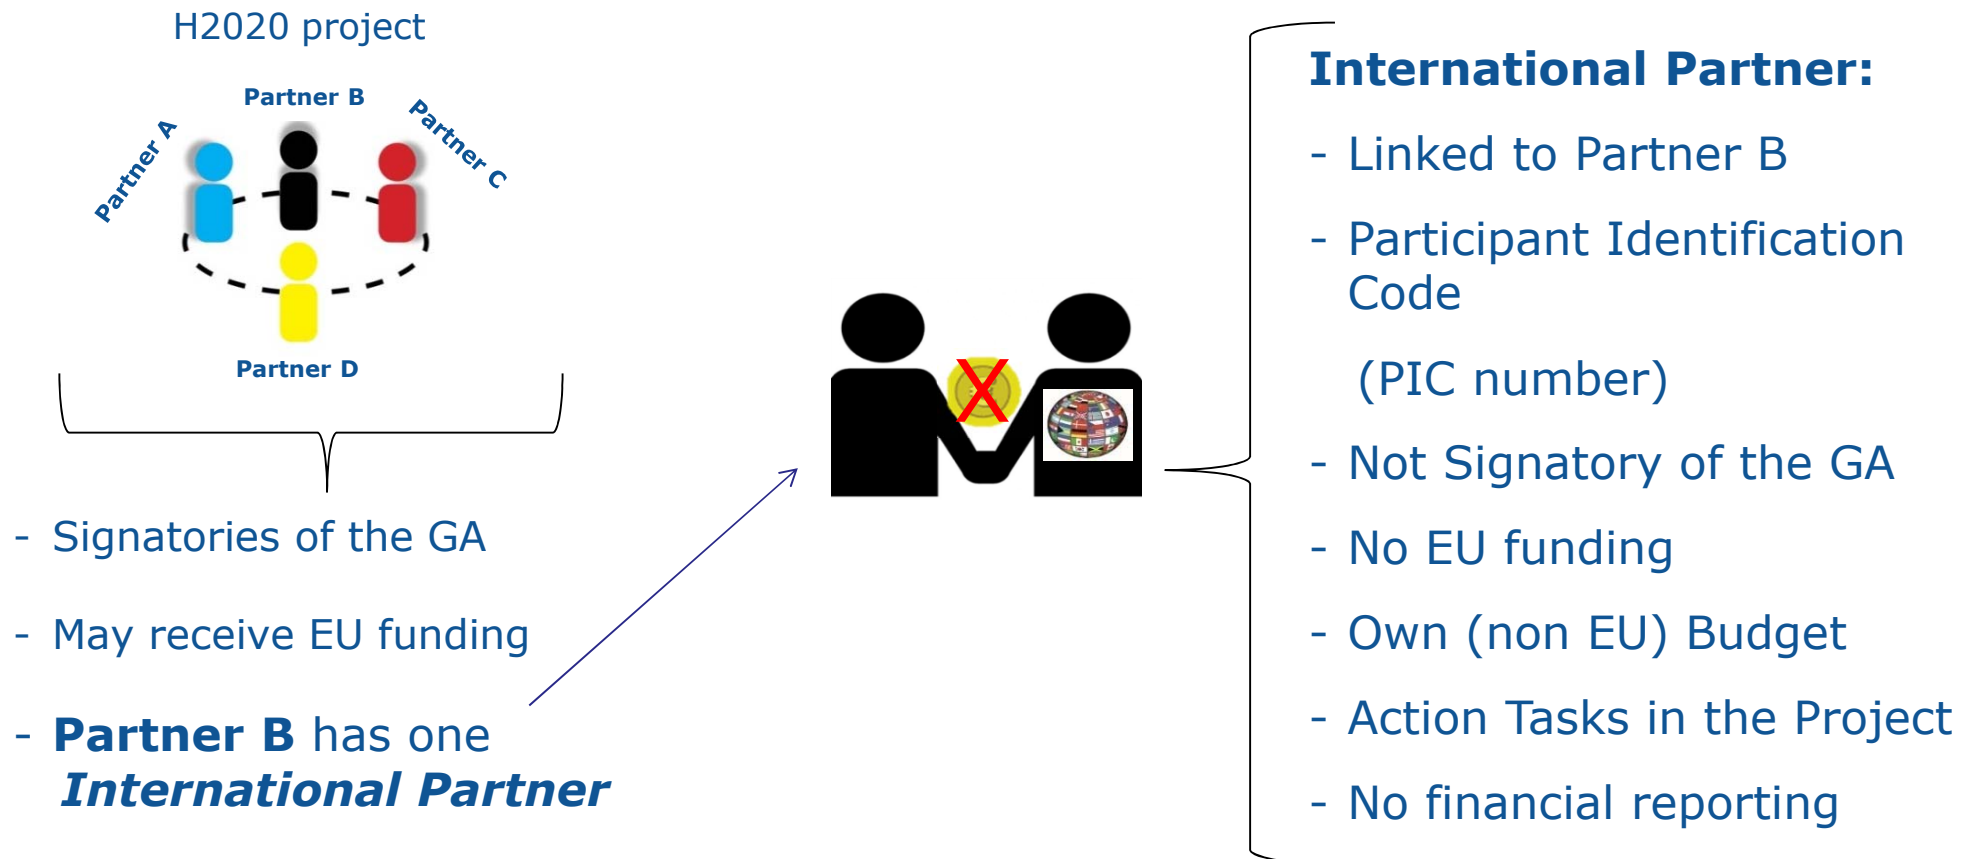 H2020 project
Partner A
Partner B
Partner C
Partner D
- Signatories of the GA
- May receive EU funding
- Partner B has one
International Partner
X
International Partner:
- Linked to Partner B
- Participant Identification
Code
(PIC number)
- Not Signatory of the GA
- No EU funding
- Own (non EU) Budget
- Action Tasks in the Project
- No financial reporting